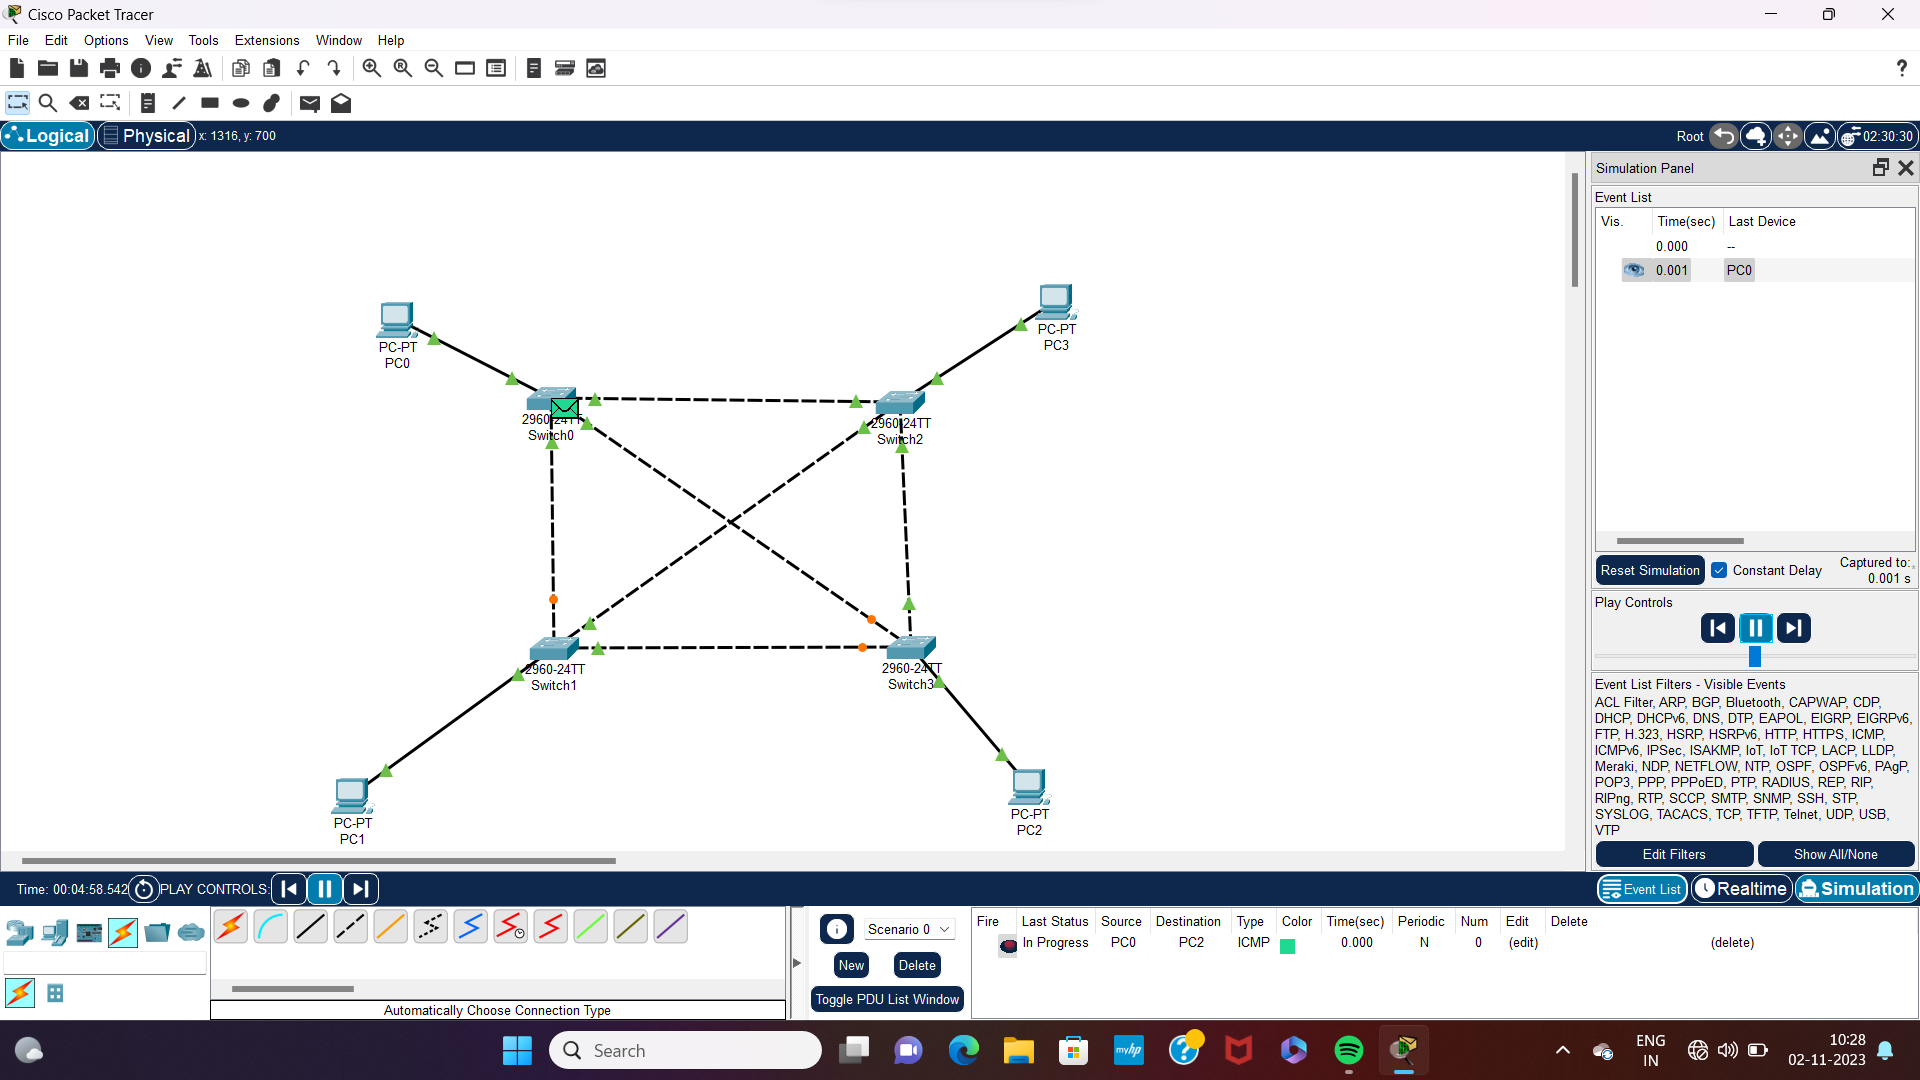 Cisco Packet Tracer
File Edit Options View Tools Extensions Window Help
?
Logical Physical x: 1316, y: 700 Root 02:30:30
Simulation Panel
Event List
Vis. Time(sec) Last Device
0.000 --
0.001 PC0
PC-PT
PC0
PC-PT
PC3
2960-24TT
Switch0
2960-24TT
Switch2
2960-24TT
Switch1
2960-24TT
Switch3
PC-PT
PC1
PC-PT
PC2
Reset Simulation Constant Delay Captured to:
0.001 s
Play Controls
Event List Filters - Visible Events
ACL Filter, ARP, BGP, Bluetooth, CAPWAP, CDP,
DHCP, DHCPv6, DNS, DTP, EAPOL, EIGRP, EIGRPv6,
FTP, H.323, HSRP, HSRPv6, HTTP, HTTPS, ICMP,
ICMPv6, IPSec, ISAKMP, IoT, IoT TCP, LACP, LLDP,
Meraki, NDP, NETFLOW, NTP, OSPF, OSPFv6, PAgP,
POP3, PPP, PPPoED, PTP, RADIUS, REP, RIP,
RIPng, RTP, SCCP, SMTP, SNMP, SSH, STP,
SYSLOG, TACACS, TCP, TFTP, Telnet, UDP, USB,
VTP
Edit Filters Show All/None
Time: 00:04:58.542 PLAY CONTROLS: Event List Realtime Simulation
Scenario 0
New Delete
Toggle PDU List Window
Fire Last Status Source Destination Type Color Time(sec) Periodic Num Edit Delete
In Progress PC0 PC2 ICMP 0.000 N 0 (edit) (delete)
Automatically Choose Connection Type
Search
myhp
ENG
IN
10:28
02-11-2023